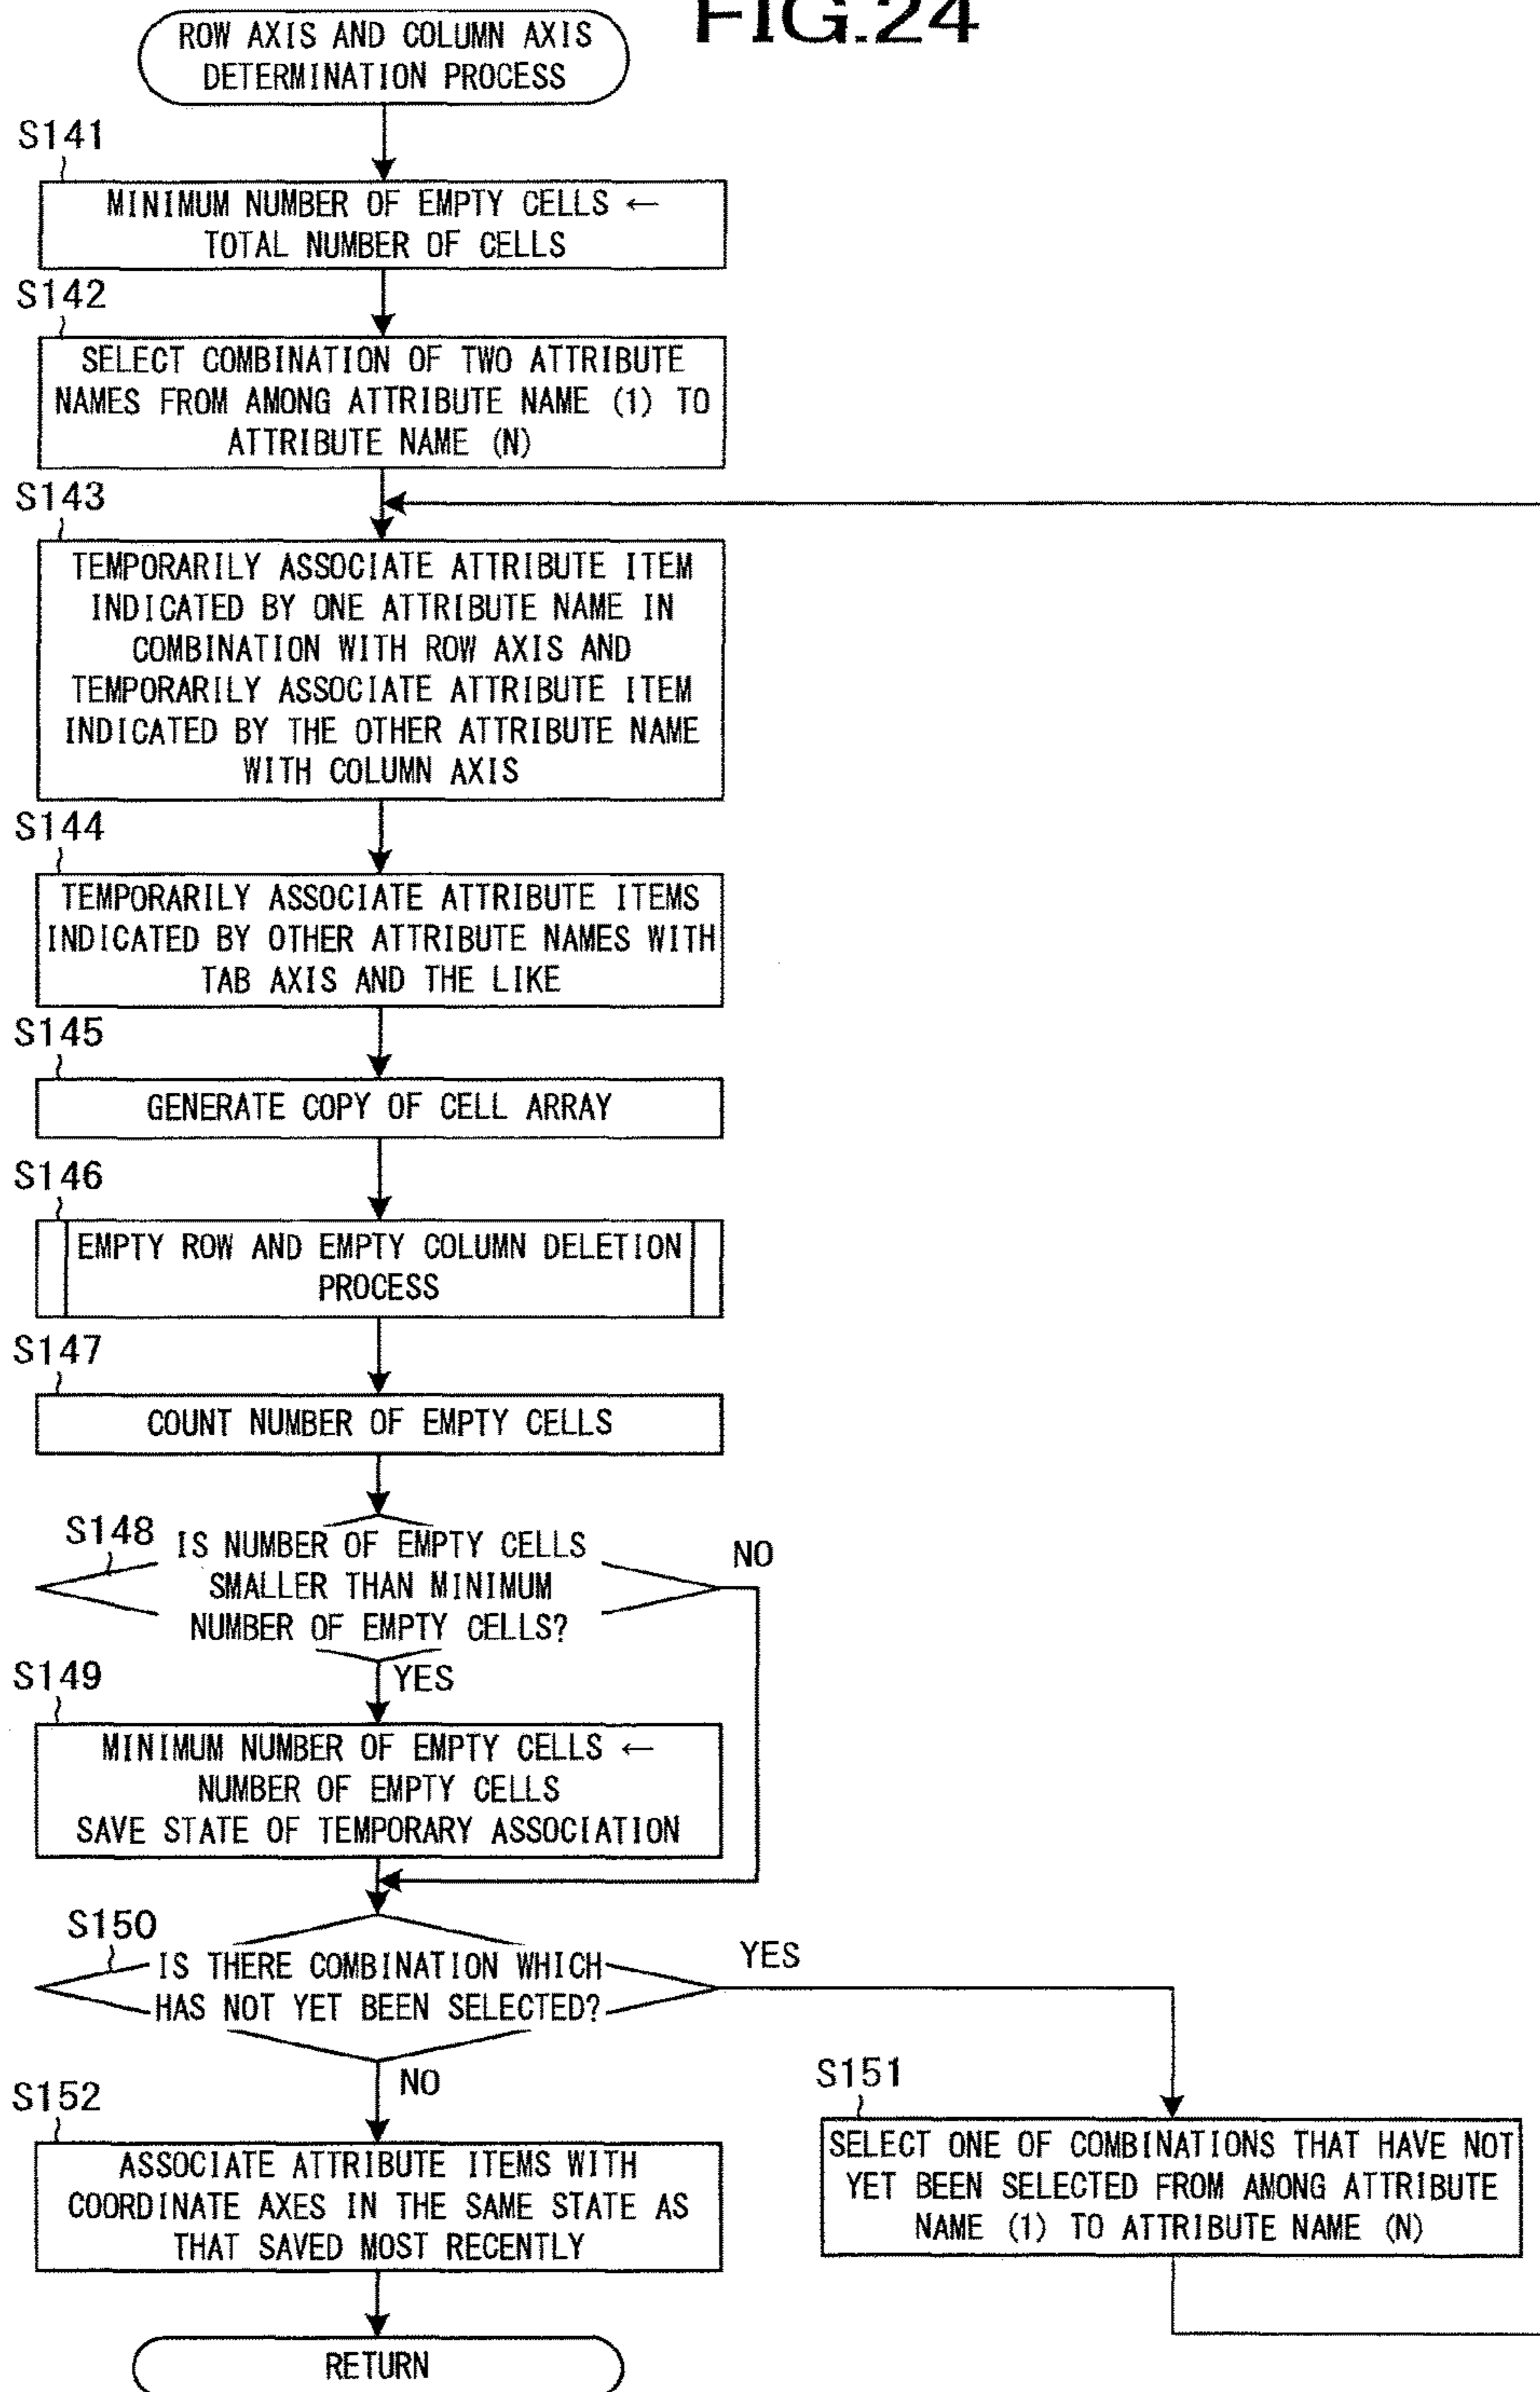 FIG.24
ROW AXIS AND COLUMN AXIS
DETERMINATION PROCESS
S141
MINIMUM NUMBER OF EMPTY CELLS ←
TOTAL NUMBER OF CELLS
S142
SELECT COMBINATION OF TWO ATTRIBUTE
NAMES FROM AMONG ATTRIBUTE NAME (1) TO
ATTRIBUTE NAME (N)
S143
TEMPORARILY ASSOCIATE ATTRIBUTE ITEM
INDICATED BY ONE ATTRIBUTE NAME IN
COMBINATION WITH ROW AXIS AND
TEMPORARILY ASSOCIATE ATTRIBUTE ITEM
INDICATED BY THE OTHER ATTRIBUTE NAME
WITH COLUMN AXIS
S144
TEMPORARILY ASSOCIATE ATTRIBUTE ITEMS
INDICATED BY OTHER ATTRIBUTE NAMES WITH
TAB AXIS AND THE LIKE
S145
GENERATE COPY OF CELL ARRAY
S146
EMPTY ROW AND EMPTY COLUMN DELETION
PROCESS
S147
COUNT NUMBER OF EMPTY CELLS
S148
IS NUMBER OF EMPTY CELLS
SMALLER THAN MINIMUM
NUMBER OF EMPTY CELLS?
NO
YES
S149
MINIMUM NUMBER OF EMPTY CELLS ←
NUMBER OF EMPTY CELLS
SAVE STATE OF TEMPORARY ASSOCIATION
S150
IS THERE COMBINATION WHICH
HAS NOT YET BEEN SELECTED?
YES
NO
S151
SELECT ONE OF COMBINATIONS THAT HAVE NOT
YET BEEN SELECTED FROM AMONG ATTRIBUTE
NAME (1) TO ATTRIBUTE NAME (N)
S152
ASSOCIATE ATTRIBUTE ITEMS WITH
COORDINATE AXES IN THE SAME STATE AS
THAT SAVED MOST RECENTLY
RETURN